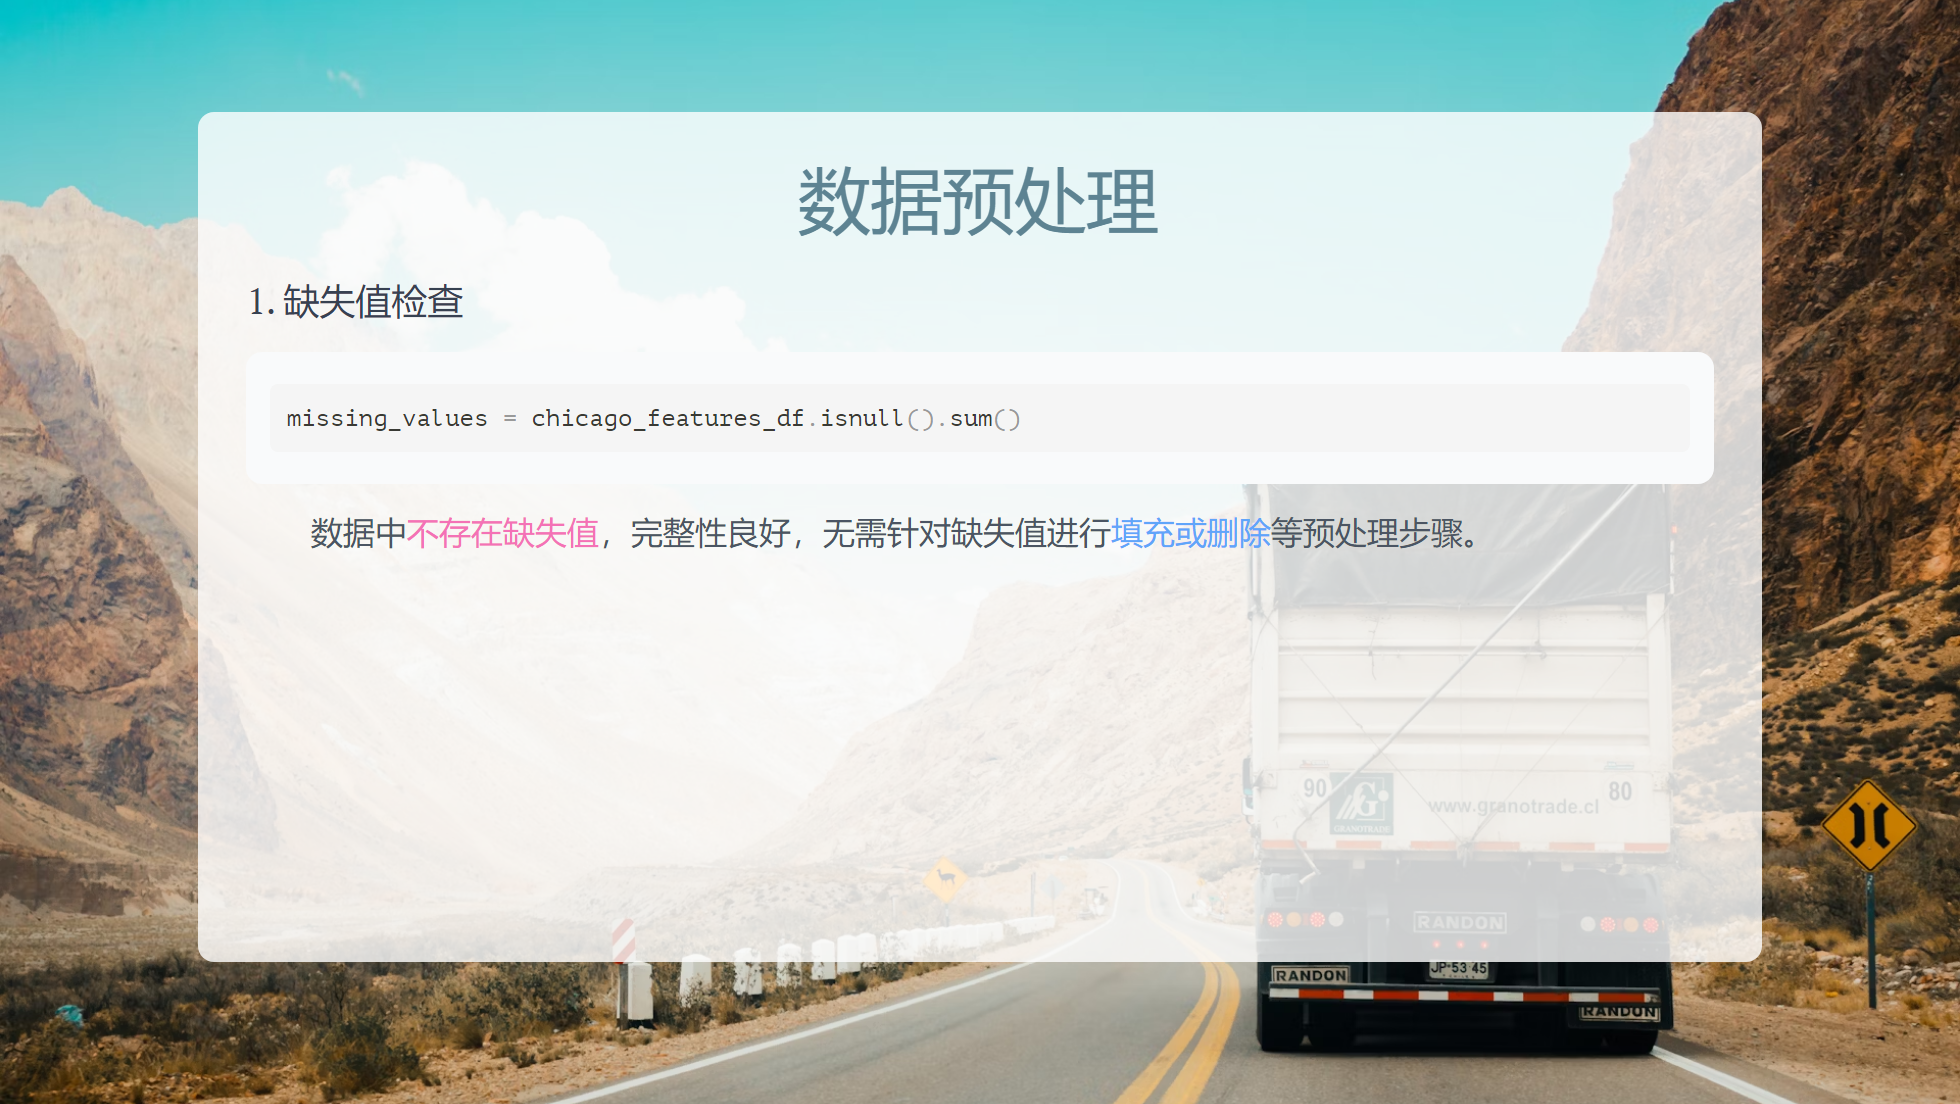 数据预处理
1. 缺失值检查
missing_values = chicago_features_df.isnull().sum()
数据中不存在缺失值，完整性良好，无需针对缺失值进行填充或删除等预处理步骤。
90
80
GRANOTRADE
www.granotrade.cl
RANDON
JP-53 45
RANDON
RANDON